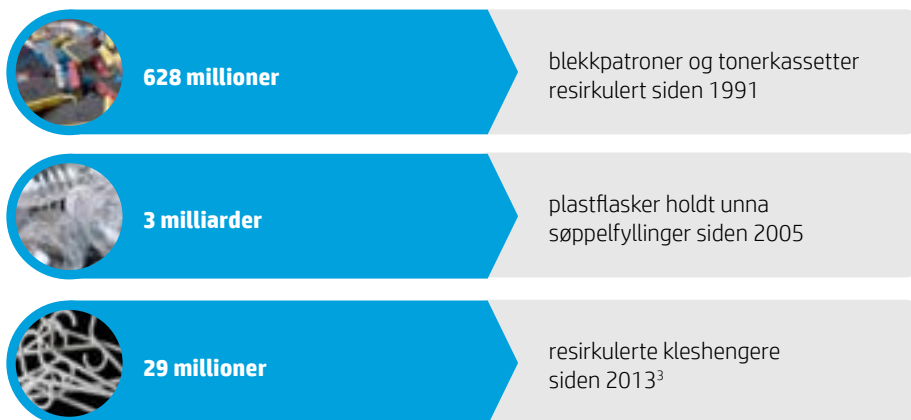 628 millioner
blekkpatroner og tonerkassetter
resirkulert siden 1991
3 milliarder
plastflasker holdt unna
søppelfyllinger siden 2005
29 millioner
resirkulerte kleshengere
siden 2013³